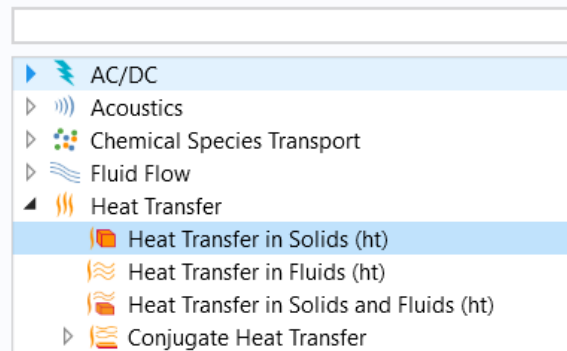 AC/DC
Acoustics
Chemical Species Transport
Fluid Flow
Heat Transfer
Heat Transfer in Solids (ht)
Heat Transfer in Fluids (ht)
Heat Transfer in Solids and Fluids (ht)
Conjugate Heat Transfer